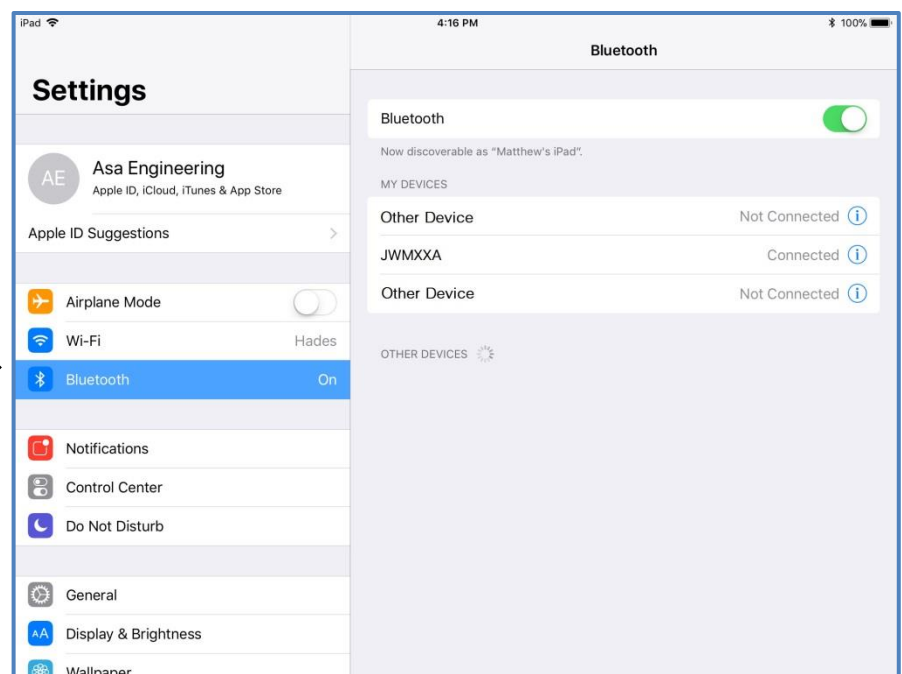 iPad 4:16 PM 100%
Settings
AE
Asa Engineering
Apple ID, iCloud, iTunes & App Store
Apple ID Suggestions
Airplane Mode
Wi-Fi Hades
Bluetooth On
Notifications
Control Center
Do Not Disturb
General
AA Display & Brightness
Wallpaper
Bluetooth
Bluetooth
Now discoverable as "Matthew's iPad".
MY DEVICES
Other Device Not Connected
JWMXXA Connected
Other Device Not Connected
OTHER DEVICES